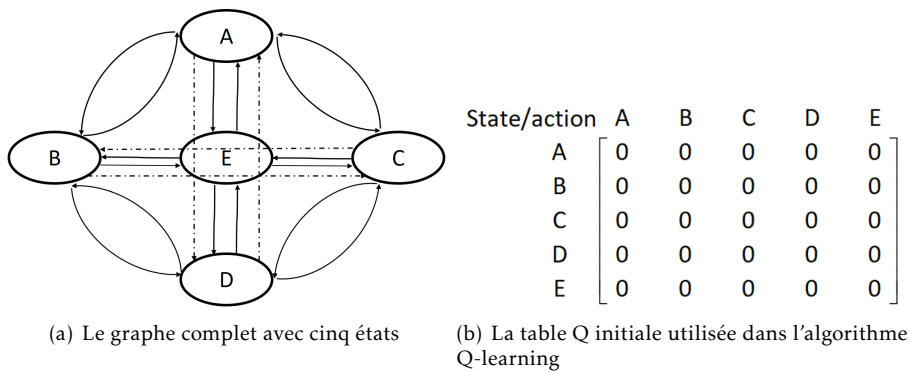 A
B
E
C
D
State/action A B C D E
A 0 0 0 0 0
B 0 0 0 0 0
C 0 0 0 0 0
D 0 0 0 0 0
E 0 0 0 0 0
(a) Le graphe complet avec cinq états
(b) La table Q initiale utilisée dans l'algorithme
Q-learning